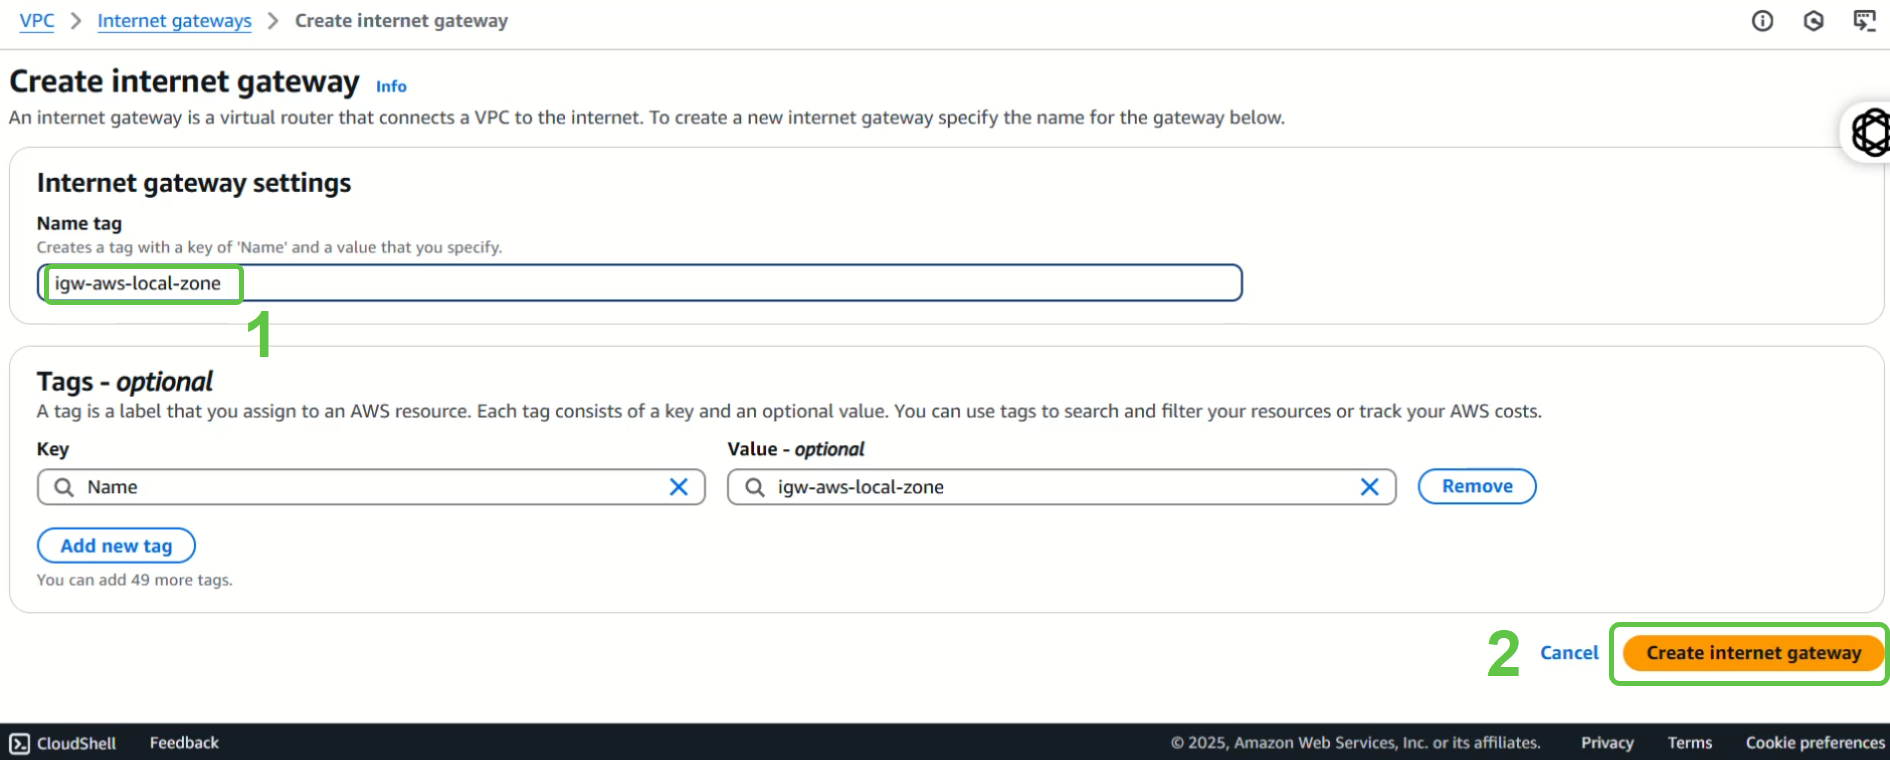 VPC > Internet gateways > Create internet gateway
Create internet gateway Info
An internet gateway is a virtual router that connects a VPC to the internet. To create a new internet gateway specify the name for the gateway below.
Internet gateway settings
Name tag
Creates a tag with a key of 'Name' and a value that you specify.
igw-aws-local-zone
1
Tags - optional
A tag is a label that you assign to an AWS resource. Each tag consists of a key and an optional value. You can use tags to search and filter your resources or track your AWS costs.
Key Value - optional
Name igw-aws-local-zone Remove
Add new tag
You can add 49 more tags.
2 Cancel Create internet gateway
CloudShell Feedback © 2025, Amazon Web Services, Inc. or its affiliates. Privacy Terms Cookie preferences